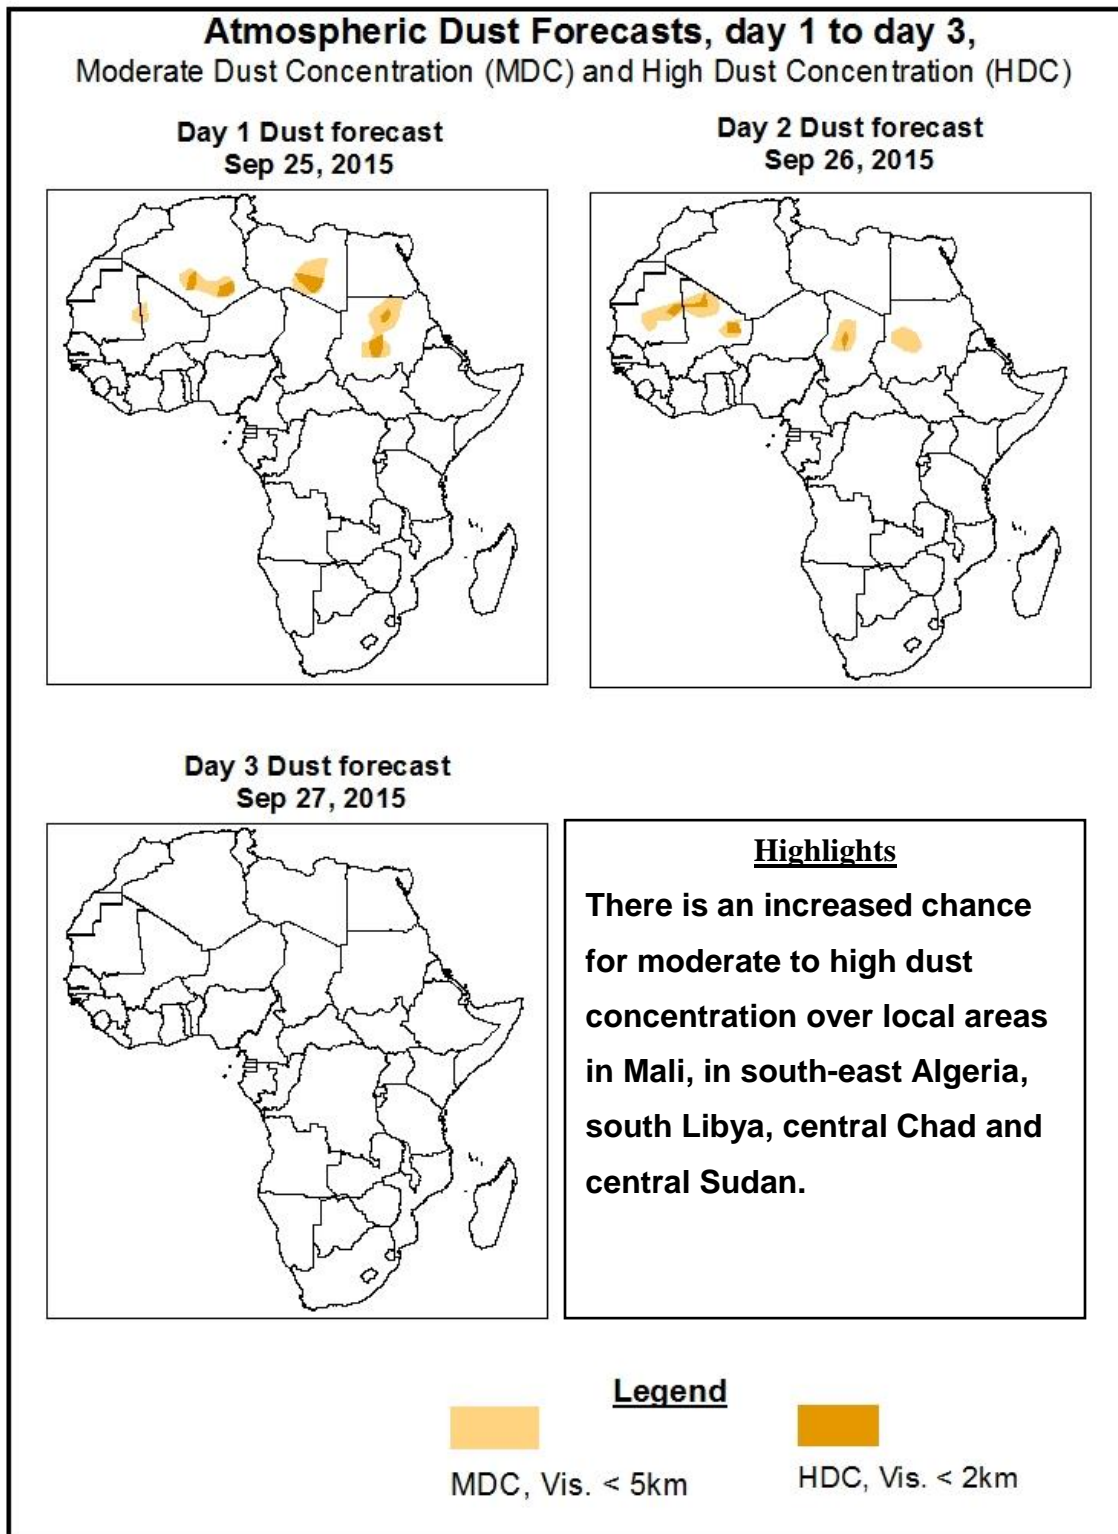 Atmospheric Dust Forecasts, day 1 to day 3,
Moderate Dust Concentration (MDC) and High Dust Concentration (HDC)
Day 1 Dust forecast
Sep 25, 2015
Day 2 Dust forecast
Sep 26, 2015
Day 3 Dust forecast
Sep 27, 2015
Highlights
There is an increased chance
for moderate to high dust
concentration over local areas
in Mali, in south-east Algeria,
south Libya, central Chad and
central Sudan.
Legend
MDC, Vis. < 5km
HDC, Vis. < 2km